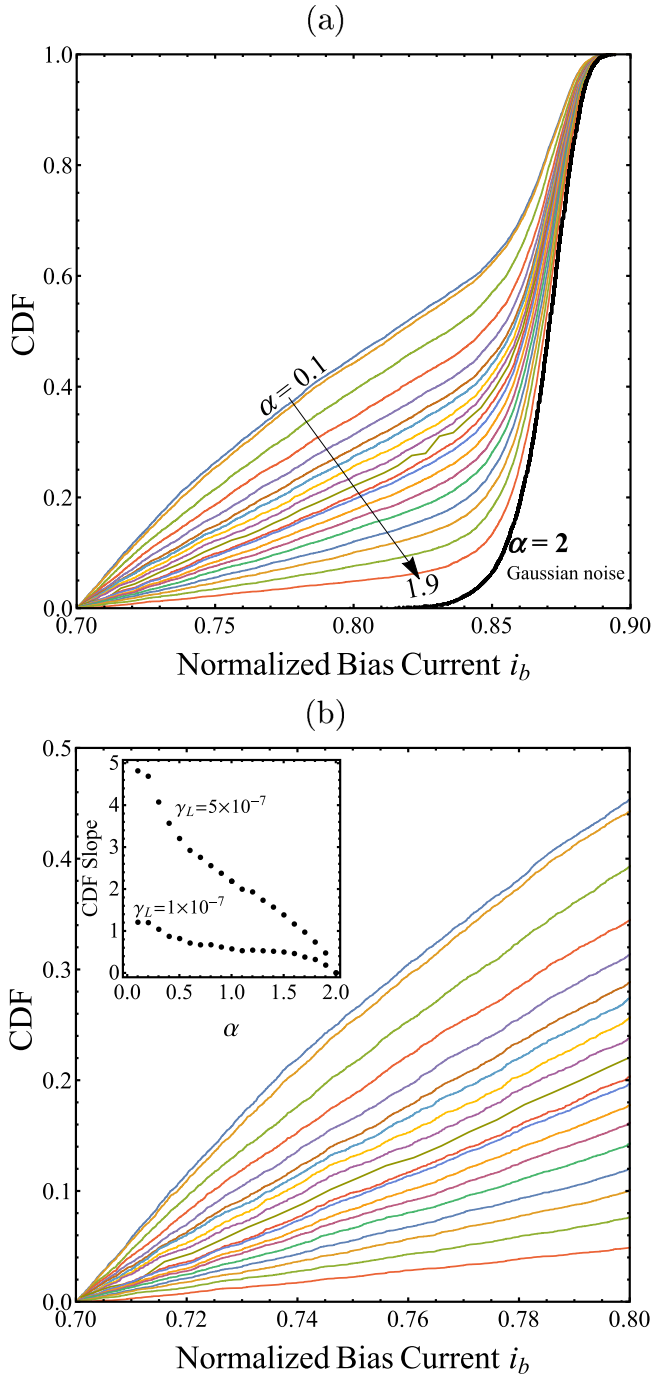 (a)
1.0
0.8
0.6
0.4
0.2
0.0
CDF
α = 0.1
1.9
α = 2
Gaussian noise
0.70 0.75 0.80 0.85 0.90
Normalized Bias Current i_b
(b)
0.5
0.4
0.3
0.2
0.1
0.0
CDF
5
4
3
2
1
0
CDF Slope
γ_L=5×10⁻⁷
γ_L=1×10⁻⁷
0.0 0.5 1.0 1.5 2.0
α
0.70 0.72 0.74 0.76 0.78 0.80
Normalized Bias Current i_b